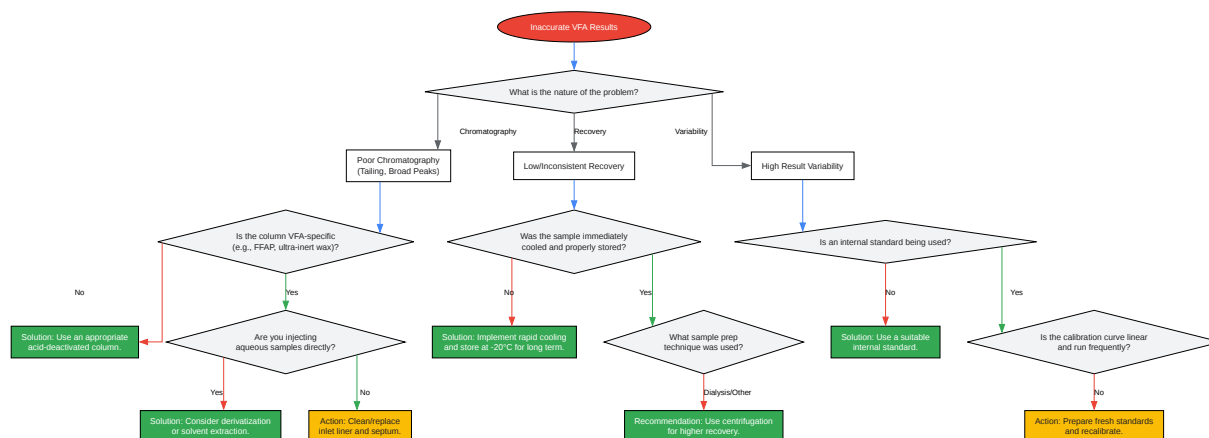 Inaccurate VFA Results
What is the nature of the problem?
Chromatography
Recovery
Variability
Poor Chromatography
(Tailing, Broad Peaks)
Low/Inconsistent Recovery
High Result Variability
Is the column VFA-specific
(e.g., FFAP, ultra-inert wax)?
Was the sample immediately
cooled and properly stored?
Is an internal standard being used?
No
Yes
No
Yes
No
Yes
Solution: Use an appropriate
acid-deactivated column.
Are you injecting
aqueous samples directly?
Solution: Implement rapid cooling
and store at -20°C for long term.
What sample prep
technique was used?
Solution: Use a suitable
internal standard.
Is the calibration curve linear
and run frequently?
Yes
No
Dialysis/Other
No
Solution: Consider derivatization
or solvent extraction.
Action: Clean/replace
inlet liner and septum.
Recommendation: Use centrifugation
for higher recovery.
Action: Prepare fresh standards
and recalibrate.